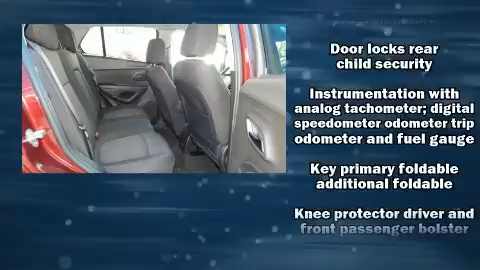 Door locks rear
child security
Instrumentation with
analog tachometer; digital
speedometer odometer trip
odometer and fuel gauge
Key primary foldable
additional foldable
Knee protector driver and
front passenger bolster